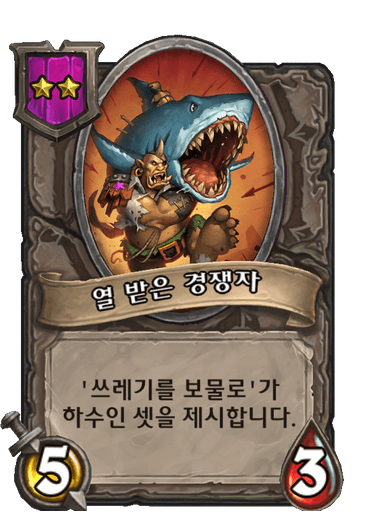 열 받은 경쟁자
'쓰레기를 보물로'가
하수인 셋을 제시합니다.
5
3